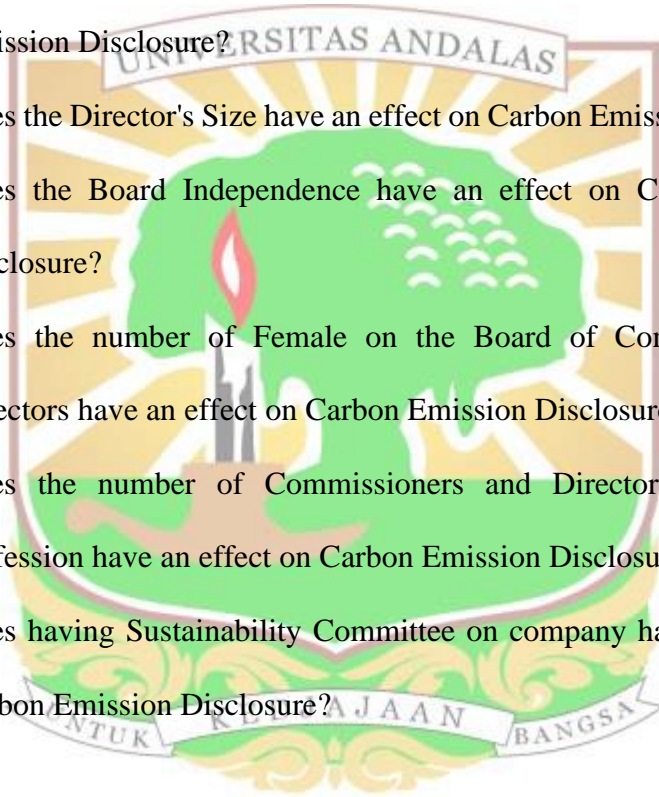 ission Disclosure?
UNIVERSITAS ANDALAS
es the Director's Size have an effect on Carbon Emiss
es the Board Independence have an effect on C
closure?
es the number of Female on the Board of Con
ectors have an effect on Carbon Emission Disclosure
es the number of Commissioners and Director
fession have an effect on Carbon Emission Disclosu
es having Sustainability Committee on company ha
bon Emission Disclosure?
UNTUK KEDJAJAAN BANGSA